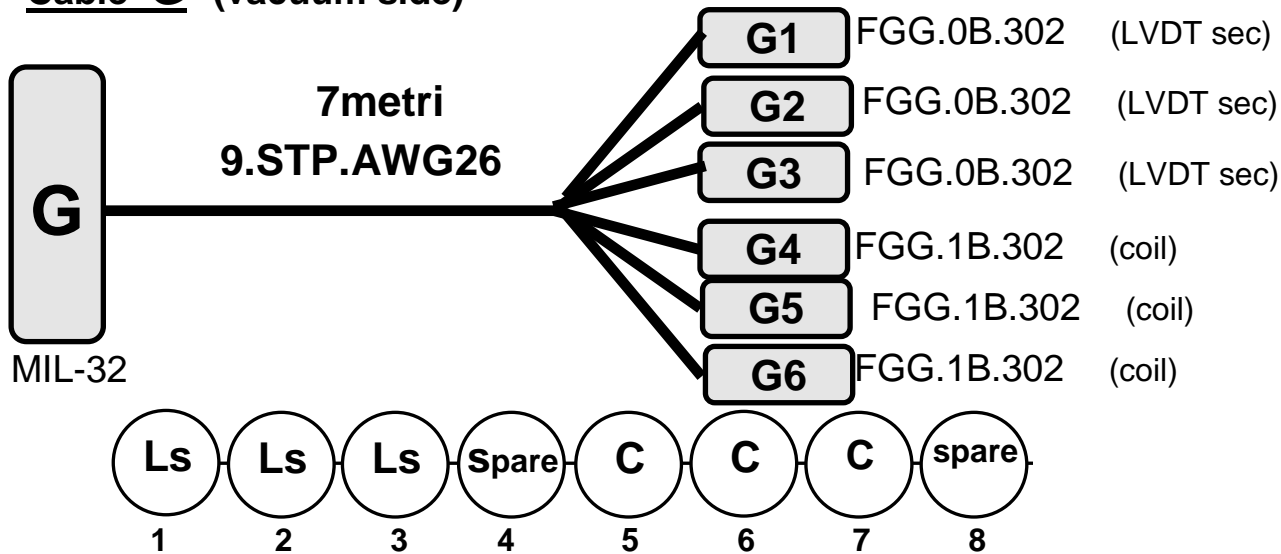 Cable G (vacuum side)
G1 FGG.0B.302 (LVDT sec)
7metri
G2 FGG.0B.302 (LVDT sec)
9.STP.AWG26
G3 FGG.0B.302 (LVDT sec)
G
G4 FGG.1B.302 (coil)
G5 FGG.1B.302 (coil)
MIL-32
G6 FGG.1B.302 (coil)
Ls Ls Ls Spare C C C spare
1 2 3 4 5 6 7 8